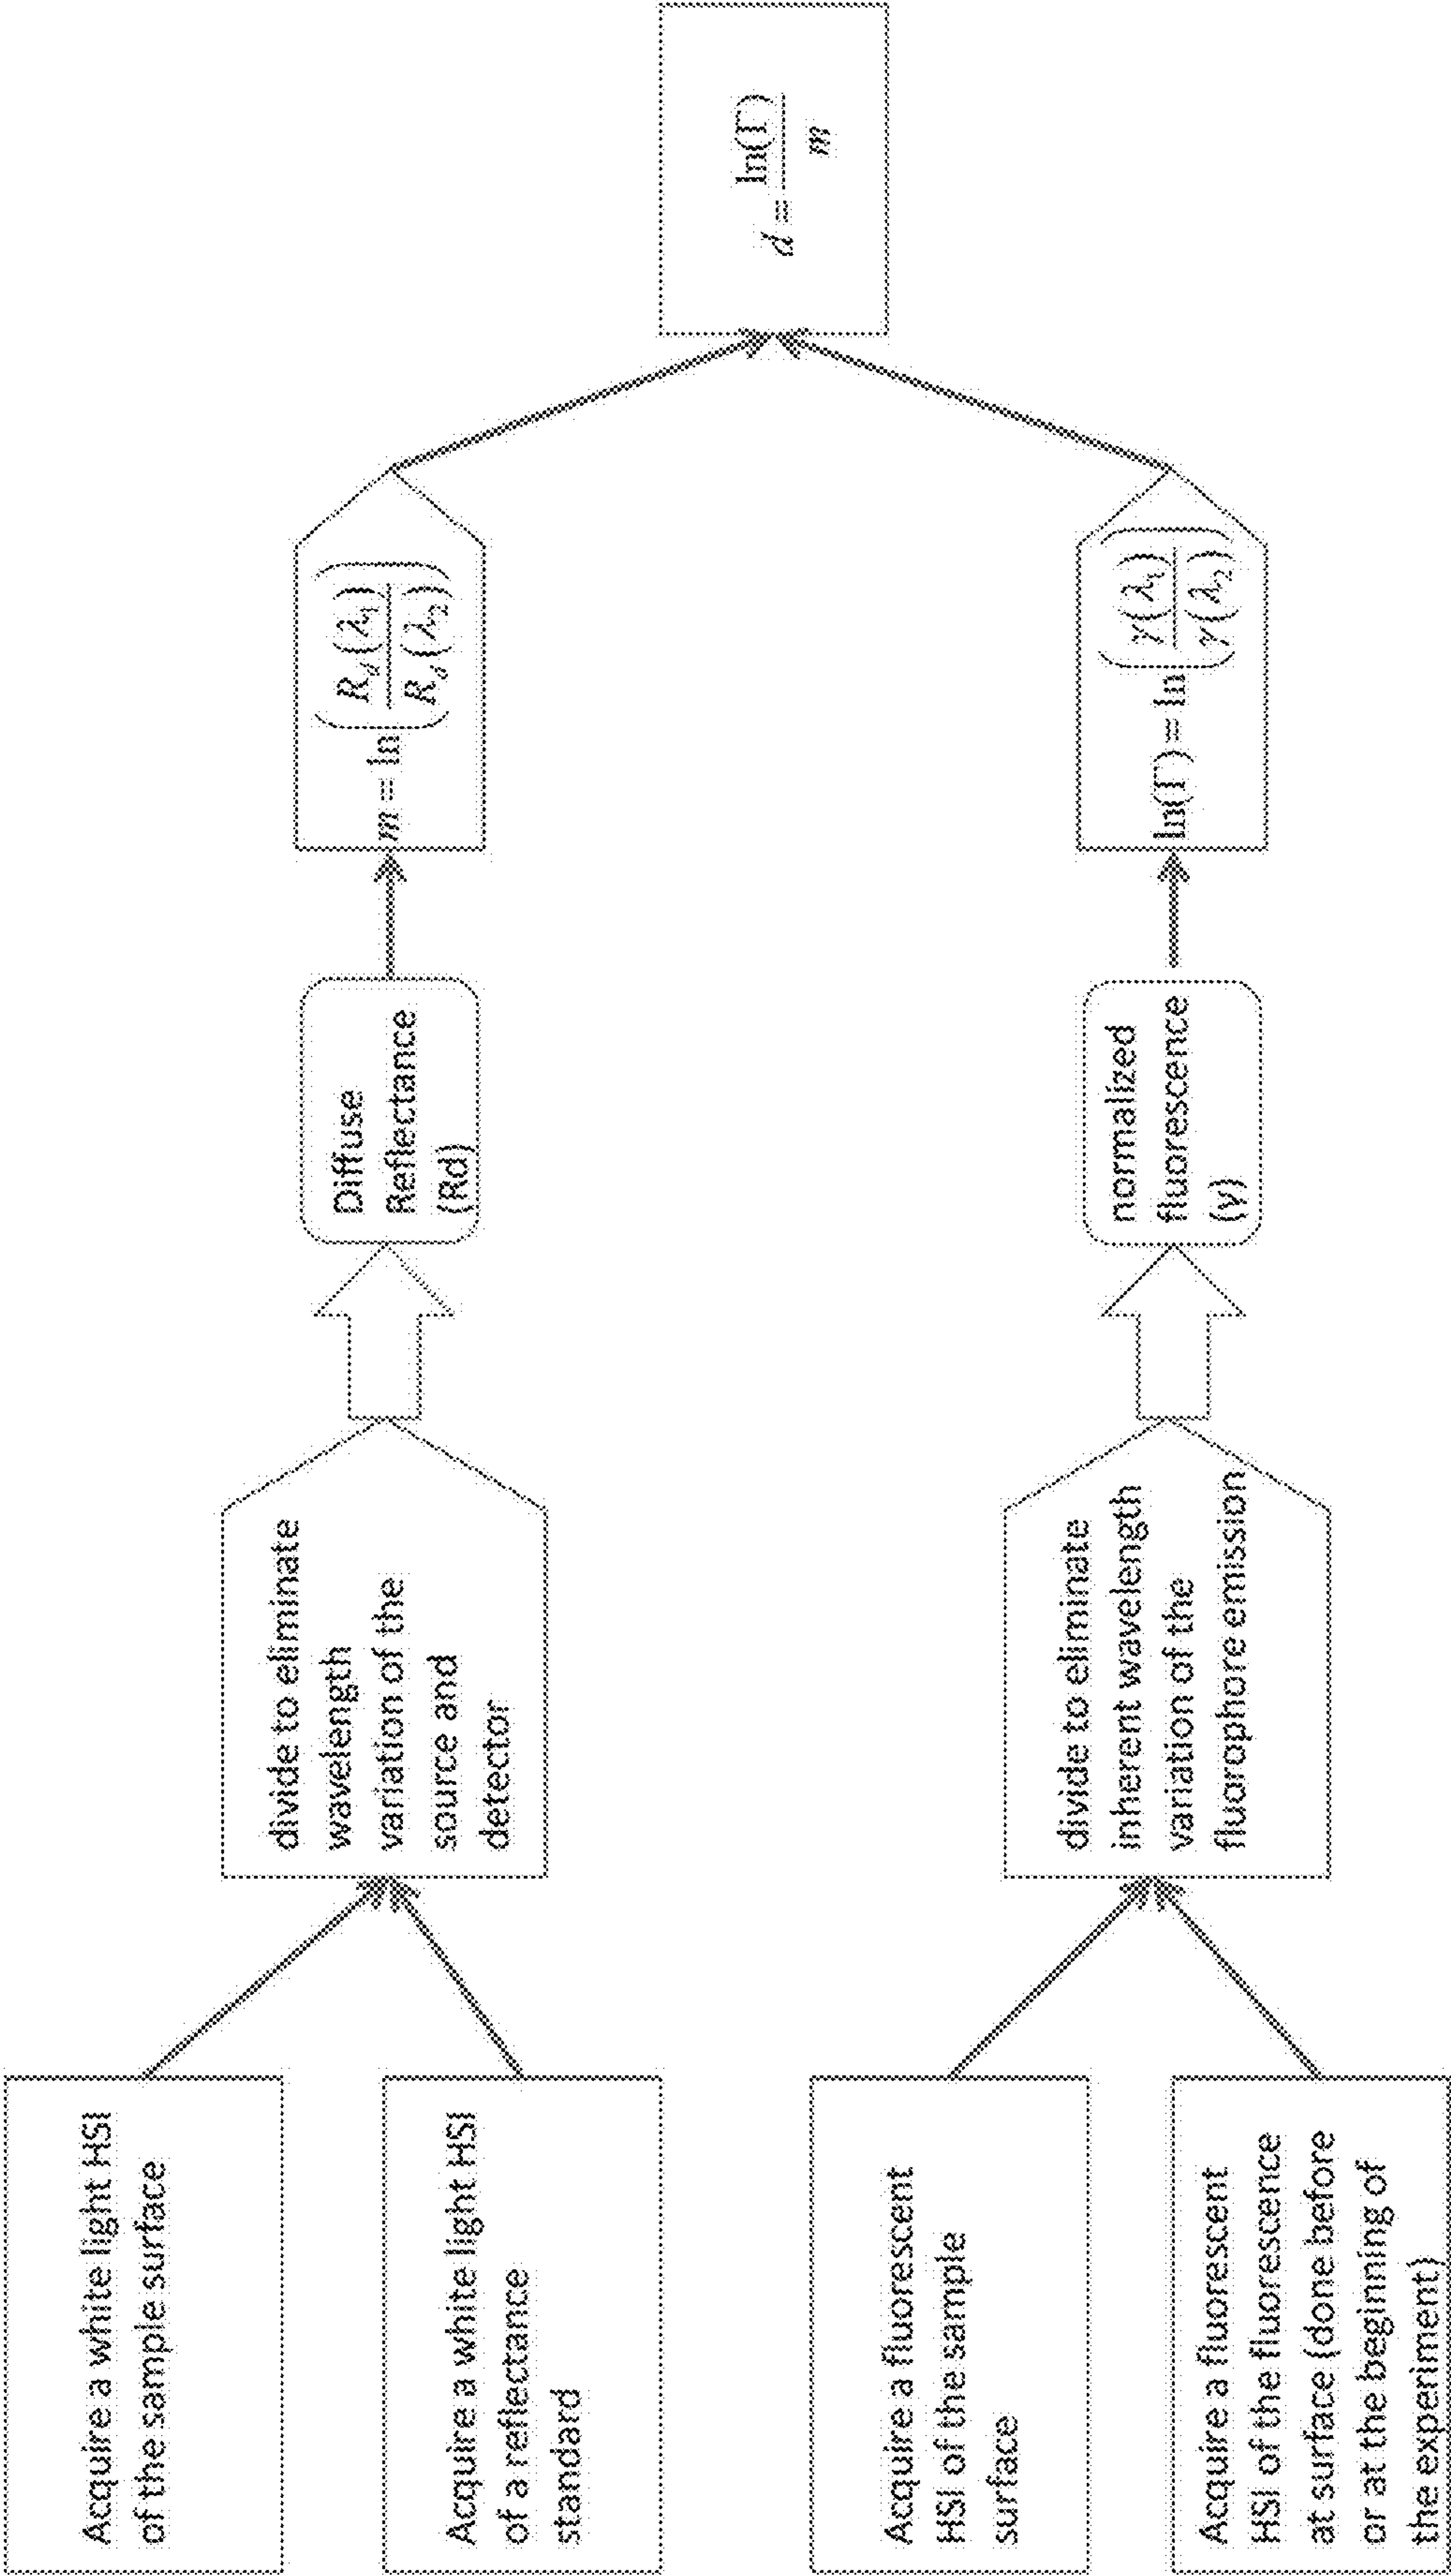 Acquire a white light HSI
of the sample surface
Acquire a white light HSI
of a reflectance
standard
divide to eliminate
wavelength
variation of the
source and
detector
Diffuse
Reflectance
(Rd)
m = ln(R_d(λ₁)/R_d(λ₂))
Acquire a fluorescent
HSI of the sample
surface
Acquire a fluorescent
HSI of the fluorescence
at surface (done before
or at the beginning of
the experiment)
divide to eliminate
inherent wavelength
variation of the
fluorophore emission
normalized
fluorescence
(γ)
ln(Γ) = ln(γ(λ₁)/γ(λ₂))
d = ln(Γ)/m